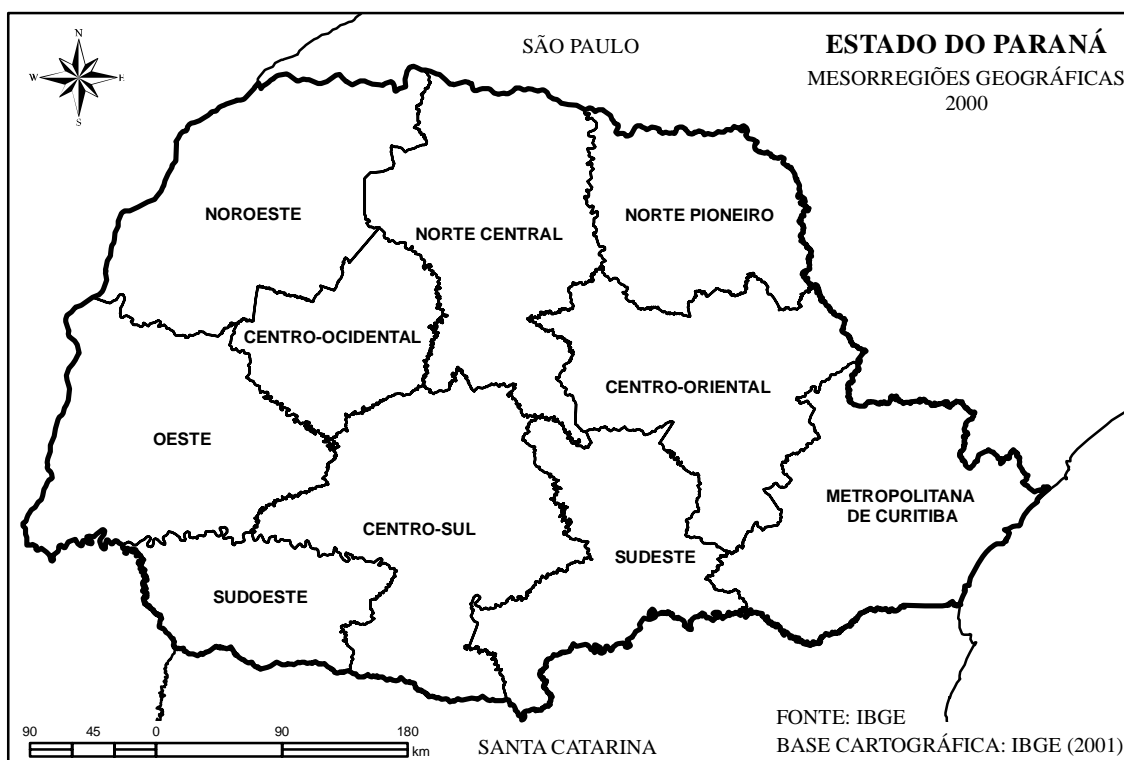 N
W
E
S
SÃO PAULO
ESTADO DO PARANÁ
MESORREGIÕES GEOGRÁFICAS
2000
NOROESTE
NORTE CENTRAL
NORTE PIONEIRO
CENTRO-OCIDENTAL
CENTRO-ORIENTAL
OESTE
METROPOLITANA
DE CURITIBA
CENTRO-SUL
SUDESTE
SUDOESTE
90 45 0 90 180
km
SANTA CATARINA
FONTE: IBGE
BASE CARTOGRÁFICA: IBGE (2001)